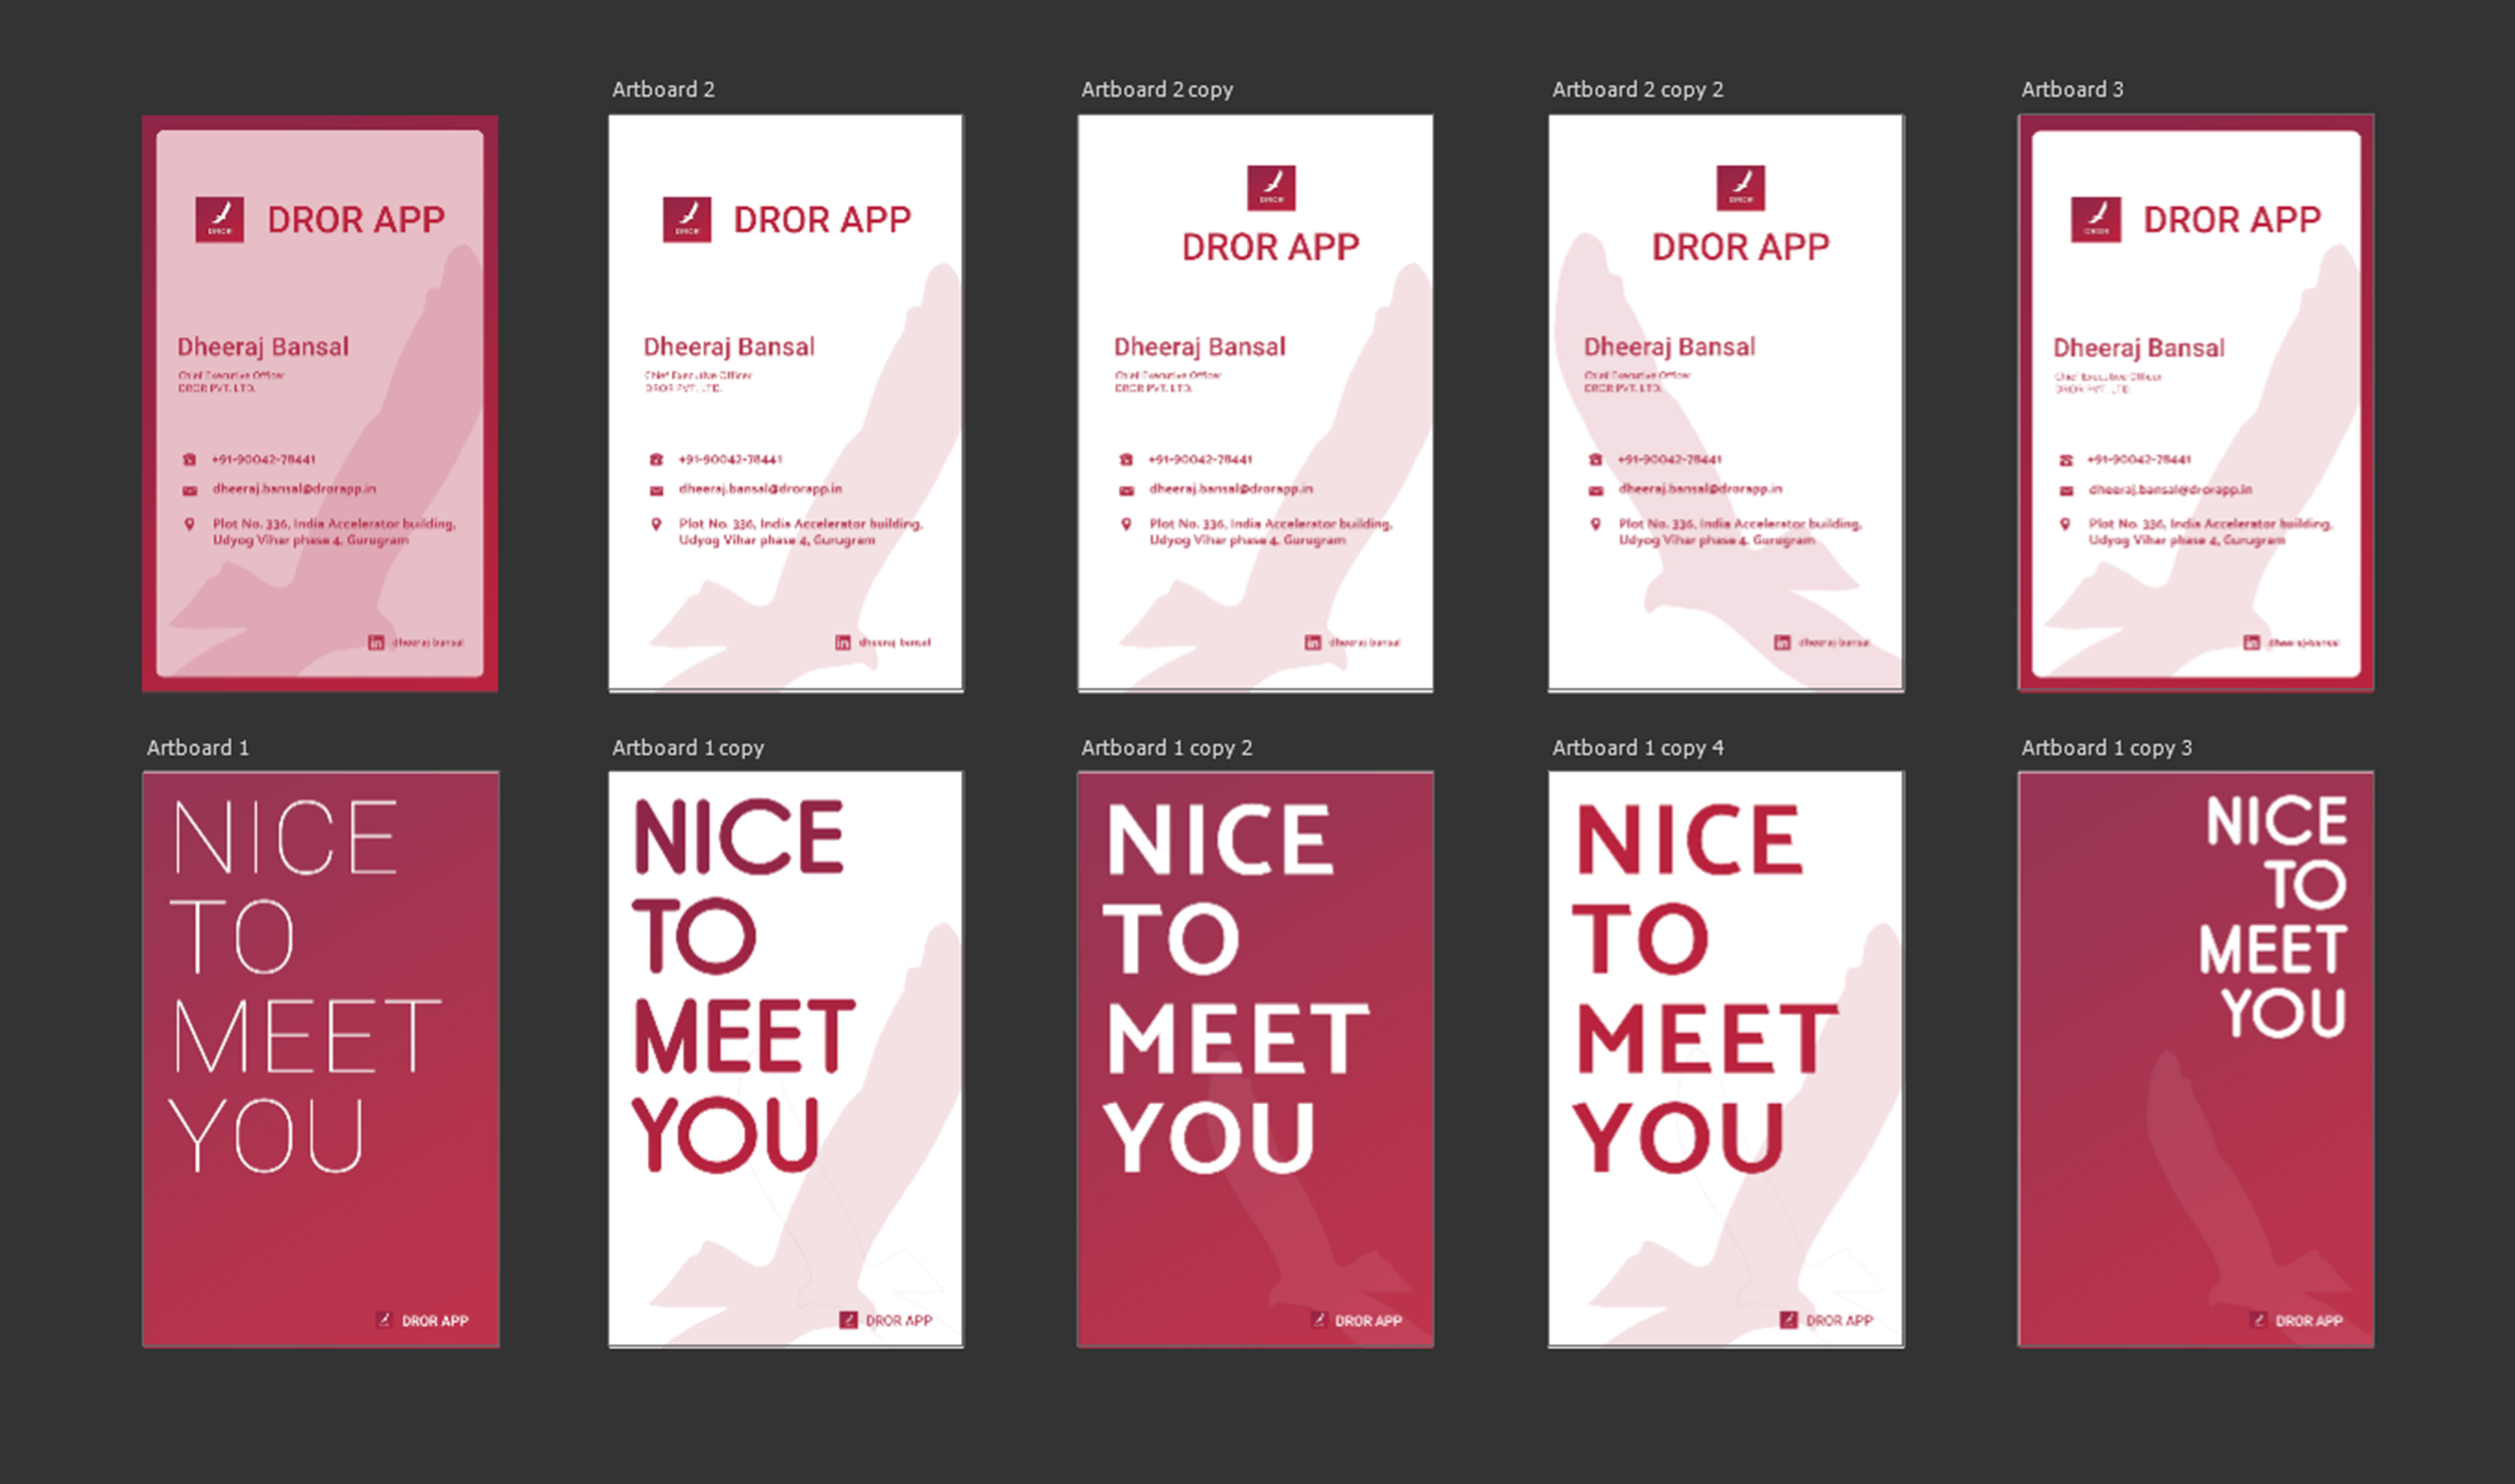 Artboard 2
Artboard 2 copy
Artboard 2 copy 2
Artboard 3
DROR
DROR APP
Dheeraj Bansal
Chief Executive Officer
DROR PVT. LTD.
+91-90042-78441
dheeraj.bansal@drorapp.in
Plot No. 336, India Accelerator building,
Udyog Vihar phase 4, Gurugram
in dheeraj-bansal
DROR
DROR APP
Dheeraj Bansal
Chief Executive Officer
DROR PVT. LTD.
+91-90042-78441
dheeraj.bansal@drorapp.in
Plot No. 336, India Accelerator building,
Udyog Vihar phase 4, Gurugram
in dheeraj-bansal
DROR
DROR APP
Dheeraj Bansal
Chief Executive Officer
DROR PVT. LTD.
+91-90042-78441
dheeraj.bansal@drorapp.in
Plot No. 336, India Accelerator building,
Udyog Vihar phase 4, Gurugram
in dheeraj-bansal
DROR
DROR APP
Dheeraj Bansal
Chief Executive Officer
DROR PVT. LTD.
+91-90042-78441
dheeraj.bansal@drorapp.in
Plot No. 336, India Accelerator building,
Udyog Vihar phase 4, Gurugram
in dheeraj-bansal
DROR
DROR APP
Dheeraj Bansal
Chief Executive Officer
DROR PVT. LTD.
+91-90042-78441
dheeraj.bansal@drorapp.in
Plot No. 336, India Accelerator building,
Udyog Vihar phase 4, Gurugram
in dheeraj-bansal
Artboard 1
Artboard 1 copy
Artboard 1 copy 2
Artboard 1 copy 4
Artboard 1 copy 3
NICE
TO
MEET
YOU
DROR APP
NICE
TO
MEET
YOU
DROR APP
NICE
TO
MEET
YOU
DROR APP
NICE
TO
MEET
YOU
DROR APP
NICE
TO
MEET
YOU
DROR APP